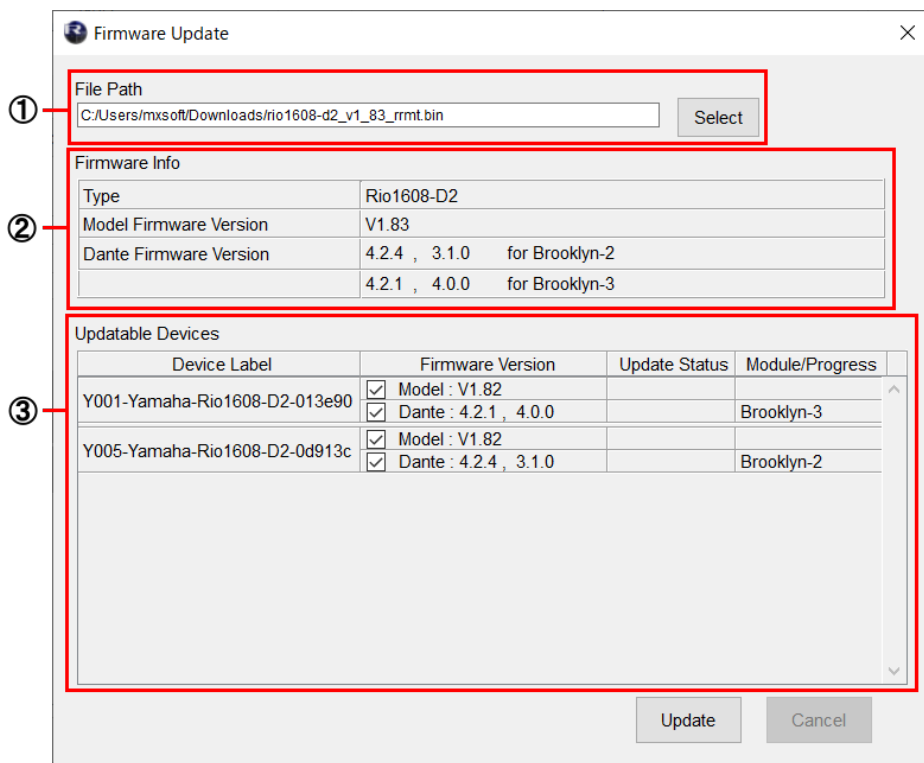 Firmware Update
①
File Path
C:/Users/mxsoft/Downloads/rio1608-d2_v1_83_rrmt.bin Select
②
Firmware Info
Type Rio1608-D2
Model Firmware Version V1.83
Dante Firmware Version 4.2.4 , 3.1.0 for Brooklyn-2
4.2.1 , 4.0.0 for Brooklyn-3
③
Updatable Devices
Device Label Firmware Version Update Status Module/Progress
Y001-Yamaha-Rio1608-D2-013e90 Model : V1.82
Dante : 4.2.1 , 4.0.0 Brooklyn-3
Y005-Yamaha-Rio1608-D2-0d913c Model : V1.82
Dante : 4.2.4 , 3.1.0 Brooklyn-2
Update Cancel